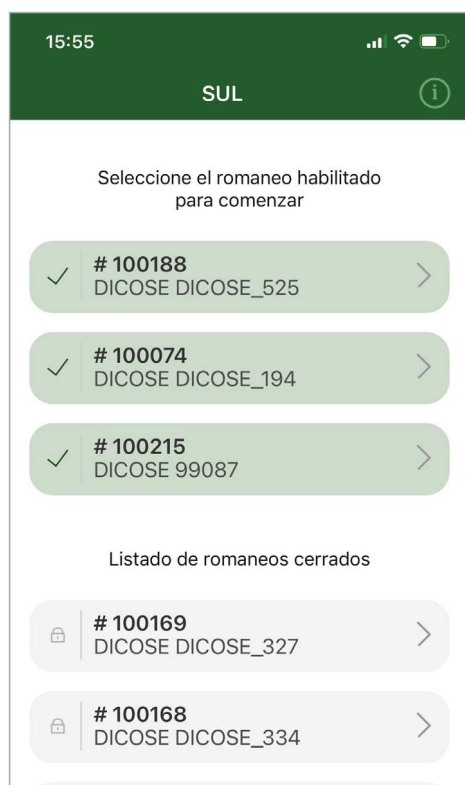 15:55
SUL
Seleccione el romaneo habilitado
para comenzar
# 100188
DICOSE DICOSE_525
# 100074
DICOSE DICOSE_194
# 100215
DICOSE 99087
Listado de romaneos cerrados
# 100169
DICOSE DICOSE_327
# 100168
DICOSE DICOSE_334